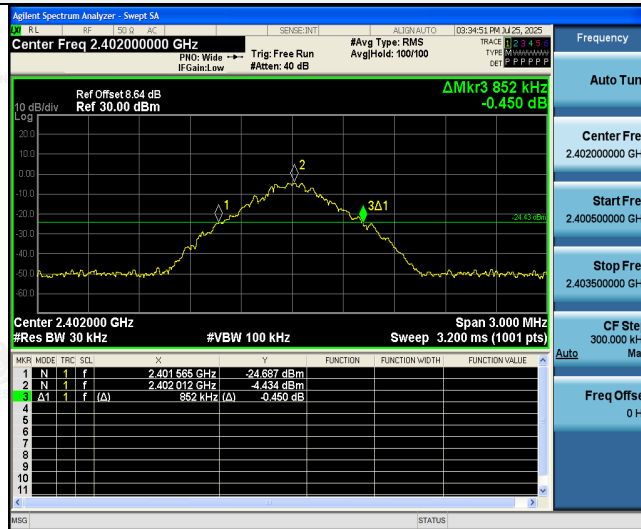 Agilent Spectrum Analyzer - Swept SA
LXI RL RF 50 Ω AC SENSE:INT ALIGN AUTO 03:34:51 PM Jul 25, 2025
Center Freq 2.402000000 GHz
#Avg Type: RMS
TRACE 1 2 3 4 5 6
PNO: Wide
Trig: Free Run
Avg|Hold: 100/100
TYPE M
IFGain:Low
#Atten: 40 dB
DET P P P P P P
Ref Offset 8.64 dB
ΔMkr3 852 kHz
10 dB/div
Ref 30.00 dBm
-0.450 dB
Log
20.0
10.0
0.00
-10.0
-20.0
-30.0
-40.0
-50.0
-60.0
1
2
3Δ1
-24.43 dBm
Center 2.402000 GHz
Span 3.000 MHz
#Res BW 30 kHz
#VBW 100 kHz
Sweep 3.200 ms (1001 pts)
MKR MODE TRC SCL X Y FUNCTION FUNCTION WIDTH FUNCTION VALUE
1 N 1 f 2.401 565 GHz -24.687 dBm
2 N 1 f 2.402 012 GHz -4.434 dBm
3 Δ1 1 f (Δ) 852 kHz (Δ) -0.450 dB
4
5
6
7
8
9
10
11
MSG
STATUS
Frequency
Auto Tun
Center Fre
2.402000000 GH
Start Fre
2.400500000 GH
Stop Fre
2.403500000 GH
CF Ste
300.000 kH
Auto Ma
Freq Offse
0 H